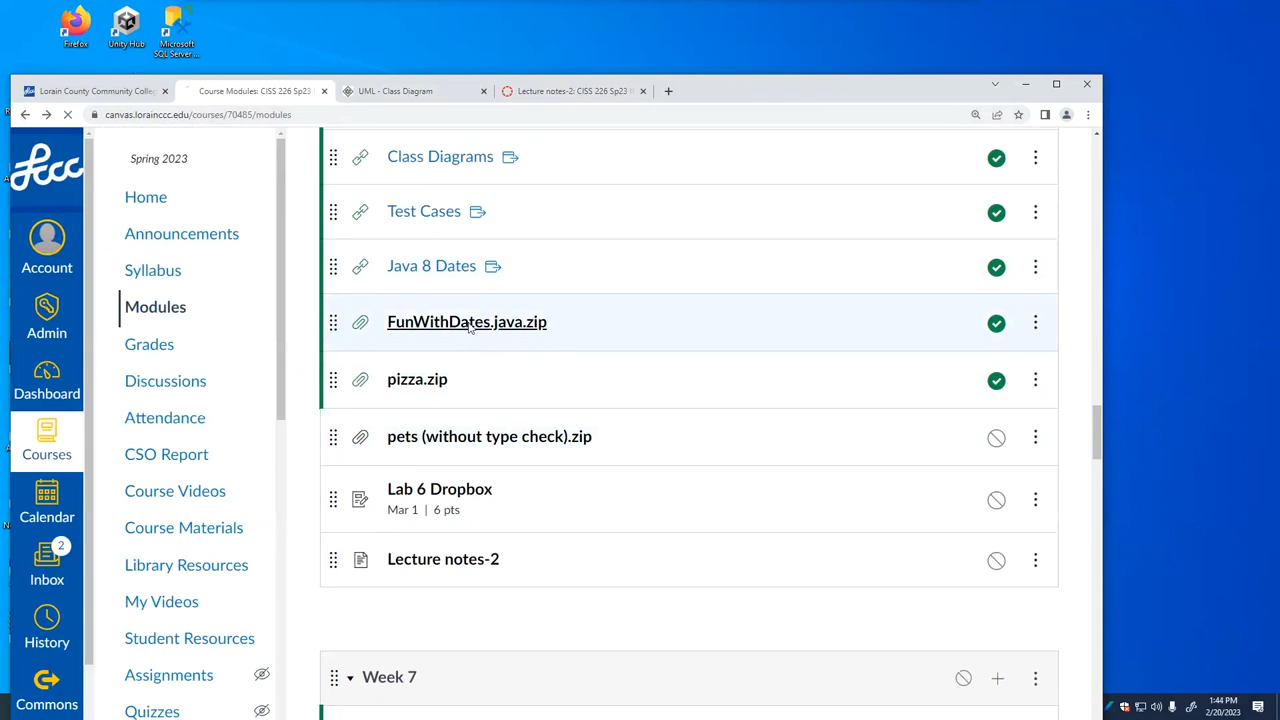 Firefox
Unity Hub
Microsoft
SQL Server ...
Lorain County Community Colleg
Course Modules: CISS 226 Sp23 I
UML - Class Diagram
Lecture notes-2: CISS 226 Sp23 I
canvas.lorainccc.edu/courses/70485/modules
lccc
Account
Admin
Dashboard
Courses
Calendar
2
Inbox
History
Commons
Spring 2023
Home
Announcements
Syllabus
Modules
Grades
Discussions
Attendance
CSO Report
Course Videos
Course Materials
Library Resources
My Videos
Student Resources
Assignments
Quizzes
Class Diagrams
Test Cases
Java 8 Dates
FunWithDates.java.zip
pizza.zip
pets (without type check).zip
Lab 6 Dropbox
Mar 1 | 6 pts
Lecture notes-2
Week 7
1:44 PM
2/20/2023